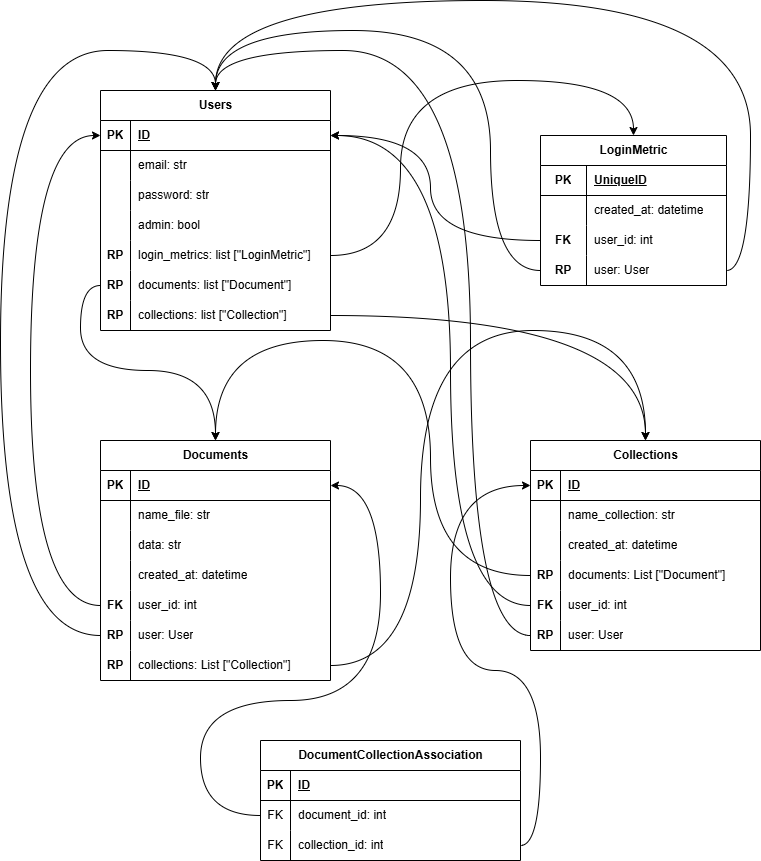 Users
PK ID
email: str
password: str
admin: bool
RP login_metrics: list ["LoginMetric"]
RP documents: list ["Document"]
RP collections: list ["Collection"]
LoginMetric
PK UniqueID
created_at: datetime
FK user_id: int
RP user: User
Documents
PK ID
name_file: str
data: str
created_at: datetime
FK user_id: int
RP user: User
RP collections: List ["Collection"]
Collections
PK ID
name_collection: str
created_at: datetime
RP documents: List ["Document"]
FK user_id: int
RP user: User
DocumentCollectionAssociation
PK ID
FK document_id: int
FK collection_id: int